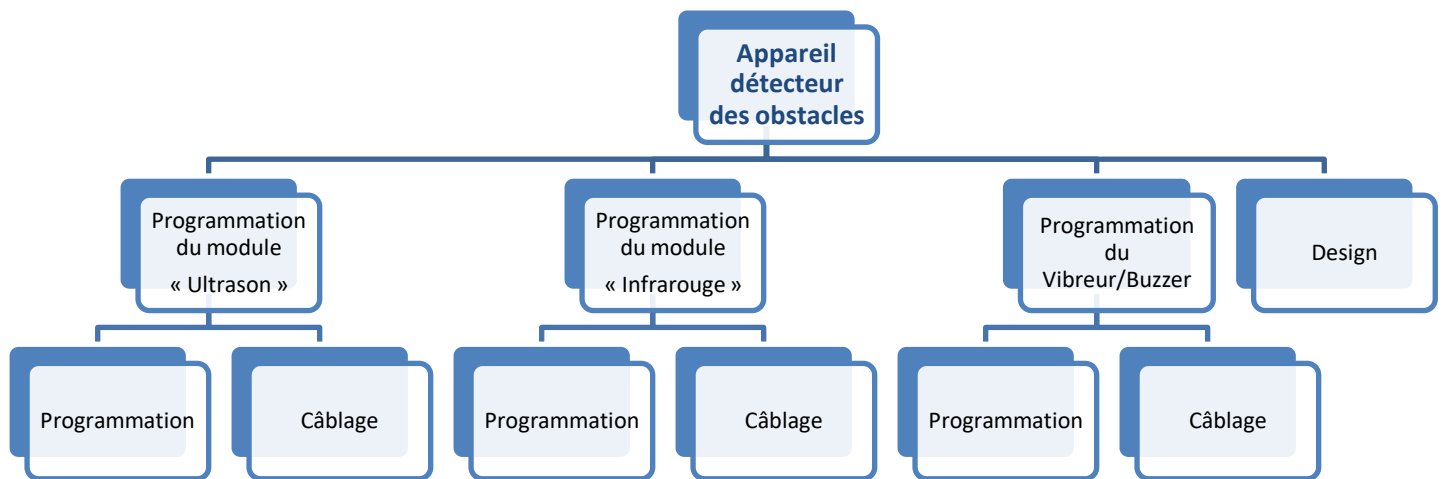 Appareil
détecteur
des obstacles
Programmation
du module
« Ultrason »
Programmation
du module
« Infrarouge »
Programmation
du
Vibreur/Buzzer
Design
Programmation
Câblage
Programmation
Câblage
Programmation
Câblage